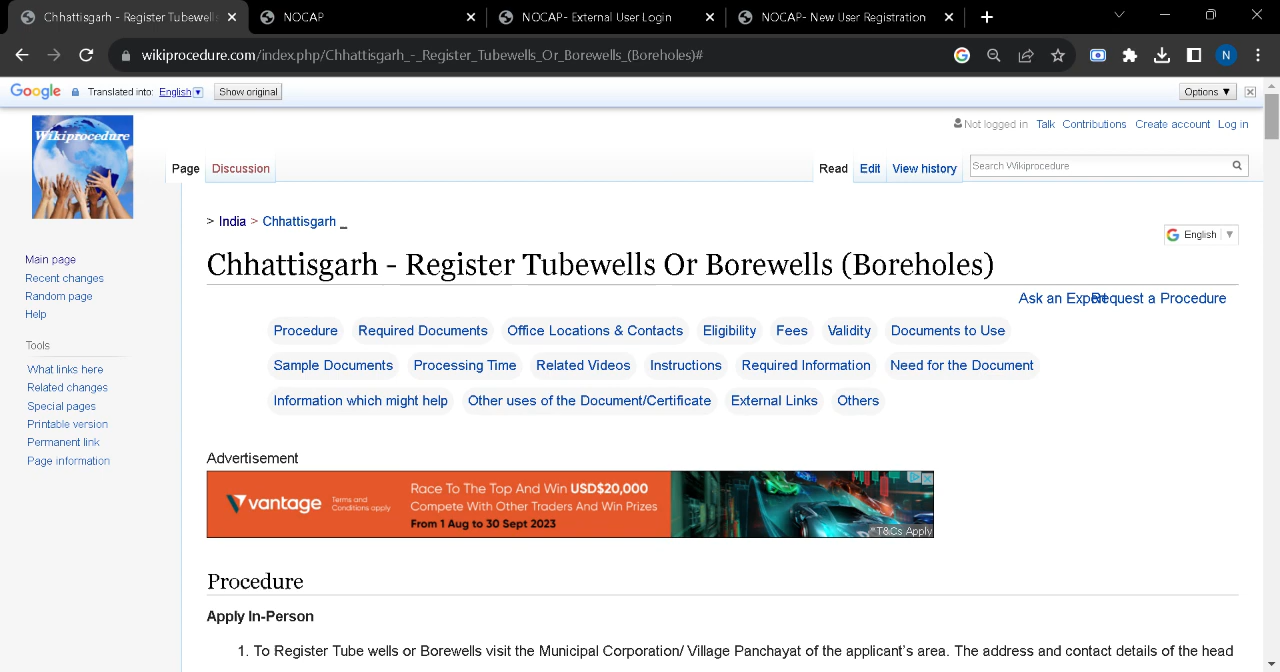 Chhattisgarh - Register Tubewells
NOCAP
NOCAP- External User Login
NOCAP- New User Registration
wikiprocedure.com/index.php/Chhattisgarh_-_Register_Tubewells_Or_Borewells_(Boreholes)#
N
Google Translated into: English Show original Options
Wikiprocedure
Not logged in Talk Contributions Create account Log in
Page Discussion Read Edit View history Search Wikiprocedure
> India > Chhattisgarh _
English
Chhattisgarh - Register Tubewells Or Borewells (Boreholes)
Ask an Expert Request a Procedure
Main page
Recent changes
Random page
Help
Tools
What links here
Related changes
Special pages
Printable version
Permanent link
Page information
Procedure Required Documents Office Locations & Contacts Eligibility Fees Validity Documents to Use
Sample Documents Processing Time Related Videos Instructions Required Information Need for the Document
Information which might help Other uses of the Document/Certificate External Links Others
Advertisement
vantage
Terms and
Conditions apply
Race To The Top And Win USD$20,000
Compete With Other Traders And Win Prizes
From 1 Aug to 30 Sept 2023
*T&Cs Apply
Procedure
Apply In-Person
1. To Register Tube wells or Borewells visit the Municipal Corporation/ Village Panchayat of the applicant's area. The address and contact details of the head